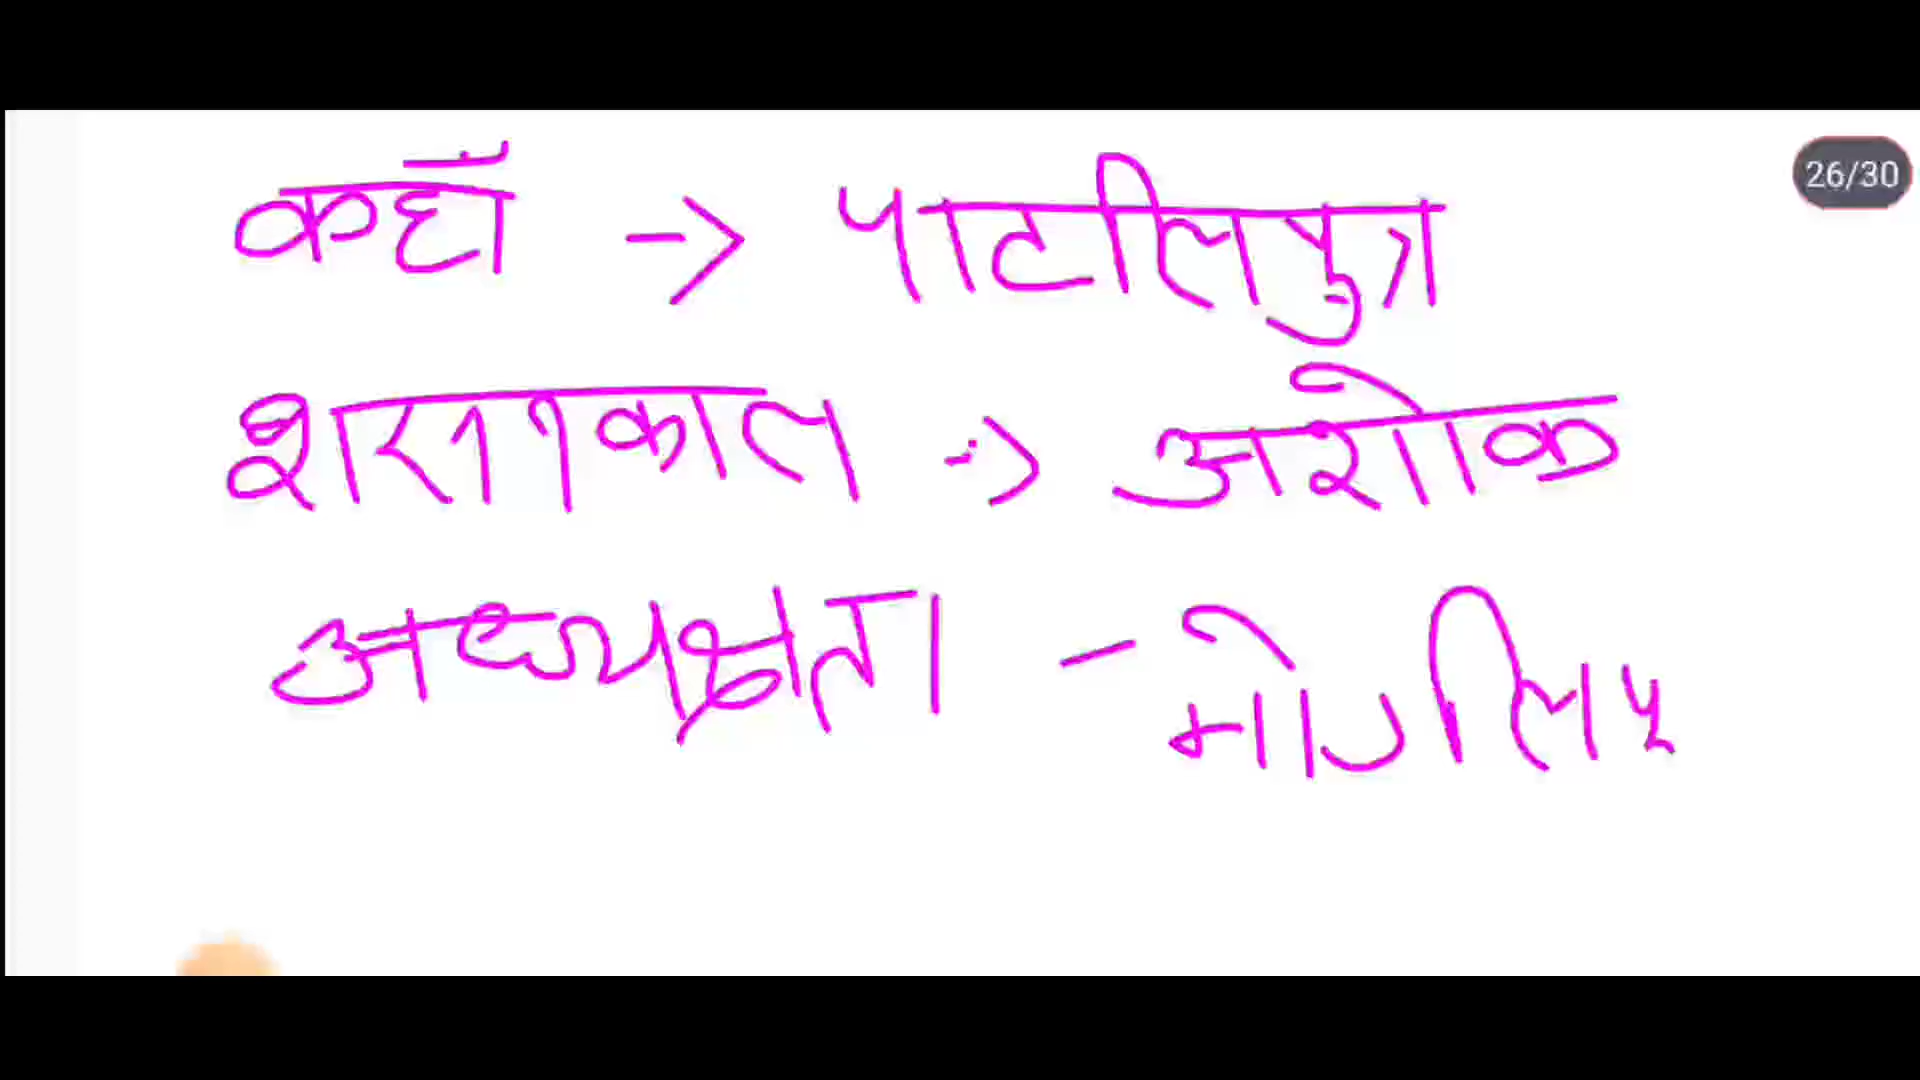 26/30
कहाँ -> पाटलिपुत्र
शासनकाल -> अशोक
अध्यक्षता - मोगलिपु